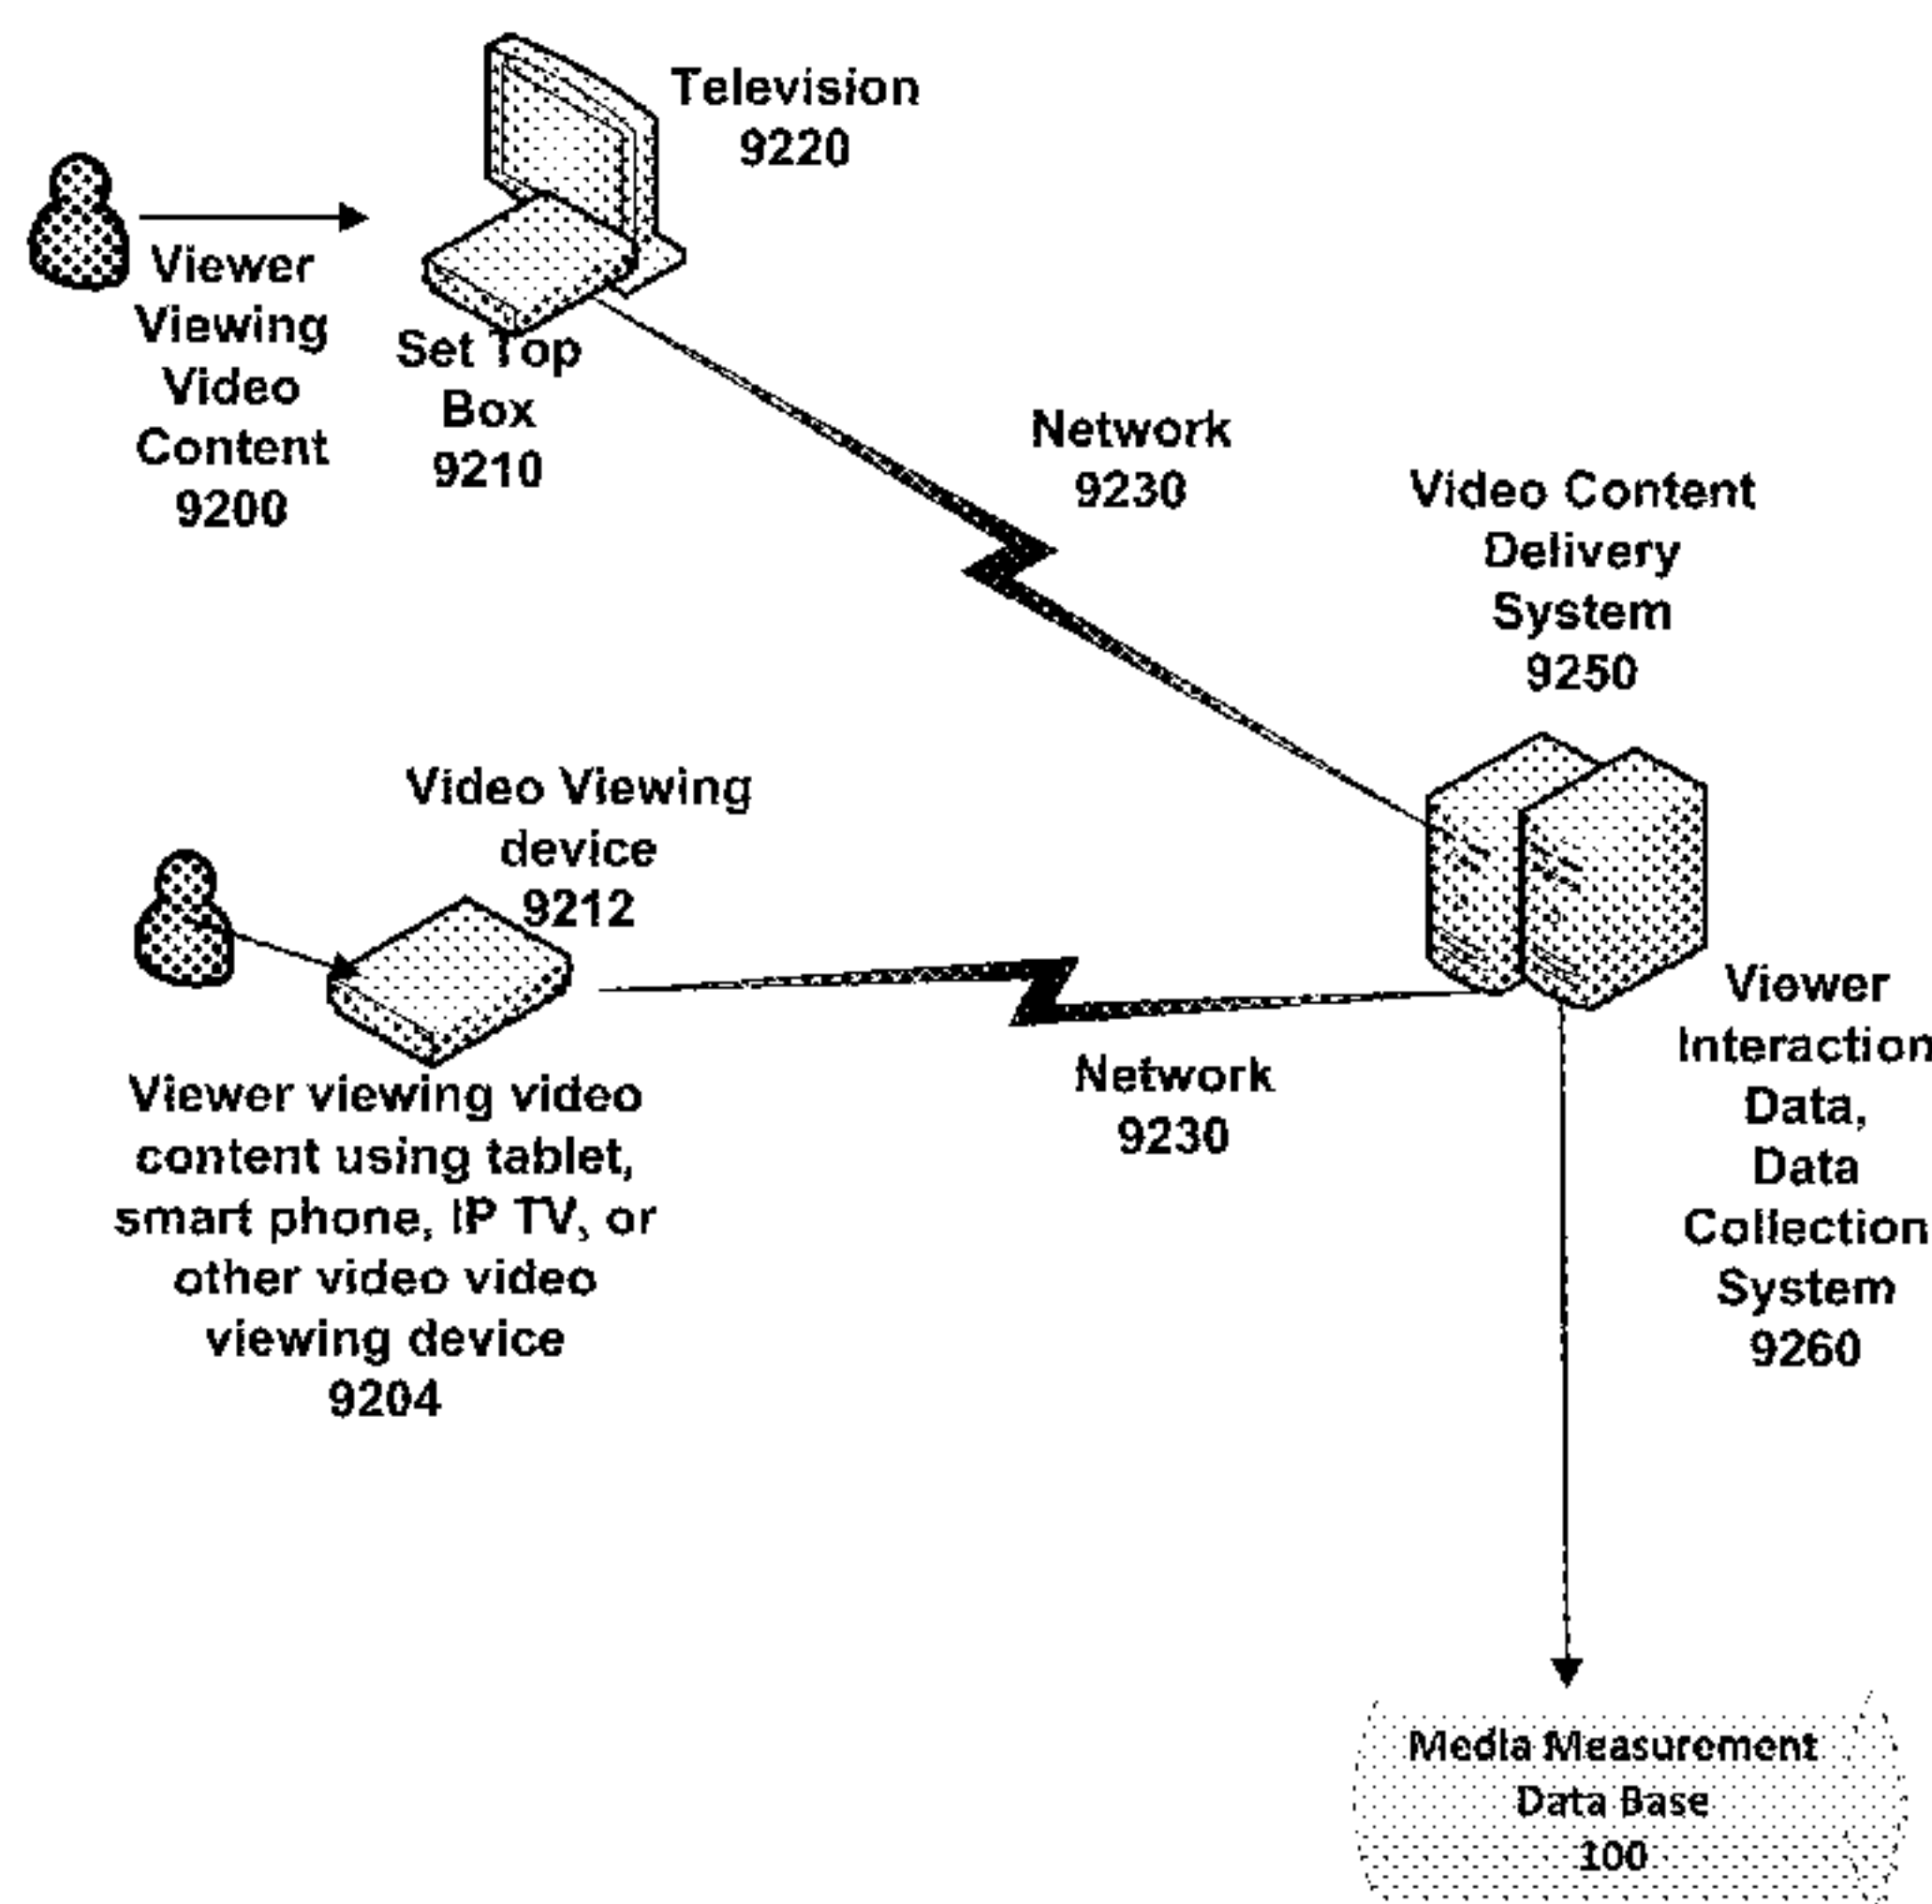 Television
9220
Viewer
Viewing
Video
Content
9200
Set Top
Box
9210
Network
9230
Video Content
Delivery
System
9250
Video Viewing
device
9212
Viewer viewing video
content using tablet,
smart phone, IP TV, or
other video video
viewing device
9204
Network
9230
Viewer
Interaction
Data,
Data
Collection
System
9260
Media Measurement
Data Base
100